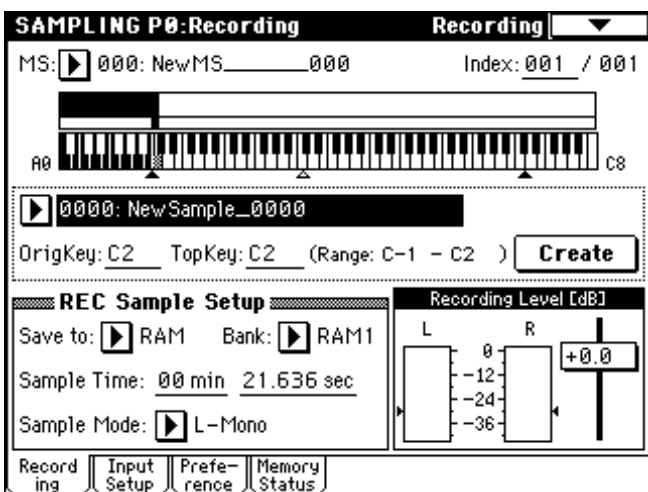 SAMPLING P0:Recording Recording
MS: 000: NewMS________000 Index: 001 / 001
A0 C8
0000: NewSample_0000
OrigKey: C2 TopKey: C2 (Range: C-1 - C2 ) Create
REC Sample Setup
Save to: RAM Bank: RAM1
Sample Time: 00 min 21.636 sec
Sample Mode: L-Mono
Recording Level [dB]
L R
0
-12
-24
-36
+0.0
Record
ing
Input
Setup
Prefe-
rence
Memory
Status